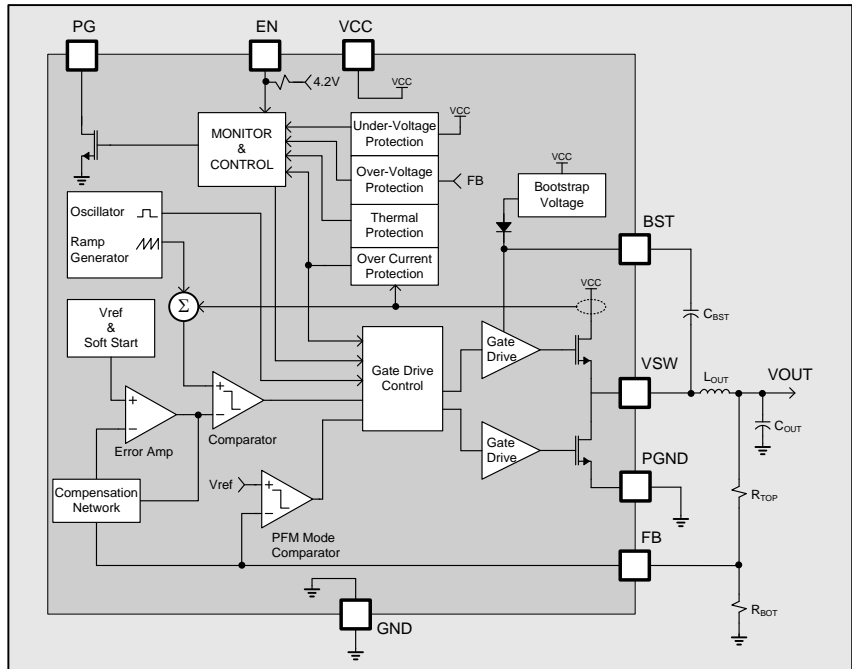 PG
EN
VCC
4.2V
VCC
VCC
MONITOR
&
CONTROL
Under-Voltage
Protection
Over-Voltage
Protection
FB
Thermal
Protection
Over Current
Protection
VCC
Bootstrap
Voltage
BST
Oscillator
Ramp
Generator
Σ
VCC
CBST
Vref
&
Soft Start
Gate Drive
Control
Gate
Drive
VSW
LOUT
VOUT
COUT
+
−
Error Amp
+
−
Comparator
Gate
Drive
PGND
Compensation
Network
Vref
+
−
PFM Mode
Comparator
RTOP
FB
RBOT
GND